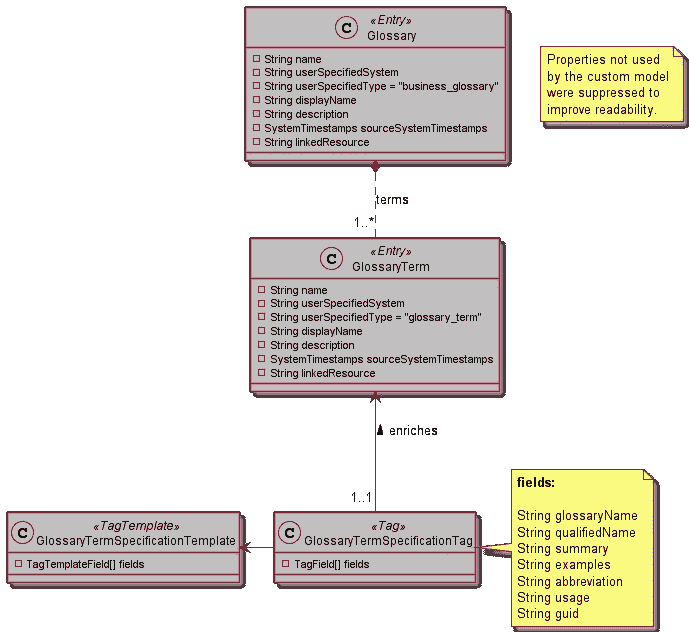 «Entry»
C
Glossary
String name
String userSpecifiedSystem
String userSpecifiedType = "business_glossary"
String displayName
String description
SystemTimestamps sourceSystemTimestamps
String linkedResource
Properties not used
by the custom model
were suppressed to
improve readability.
terms
1..*
«Entry»
C
GlossaryTerm
String name
String userSpecifiedSystem
String userSpecifiedType = "glossary_term"
String displayName
String description
SystemTimestamps sourceSystemTimestamps
String linkedResource
enriches
1..1
«TagTemplate»
C
GlossaryTermSpecificationTemplate
TagTemplateField[] fields
«Tag»
C
GlossaryTermSpecificationTag
TagField[] fields
fields:
String glossaryName
String qualifiedName
String summary
String examples
String abbreviation
String usage
String guid